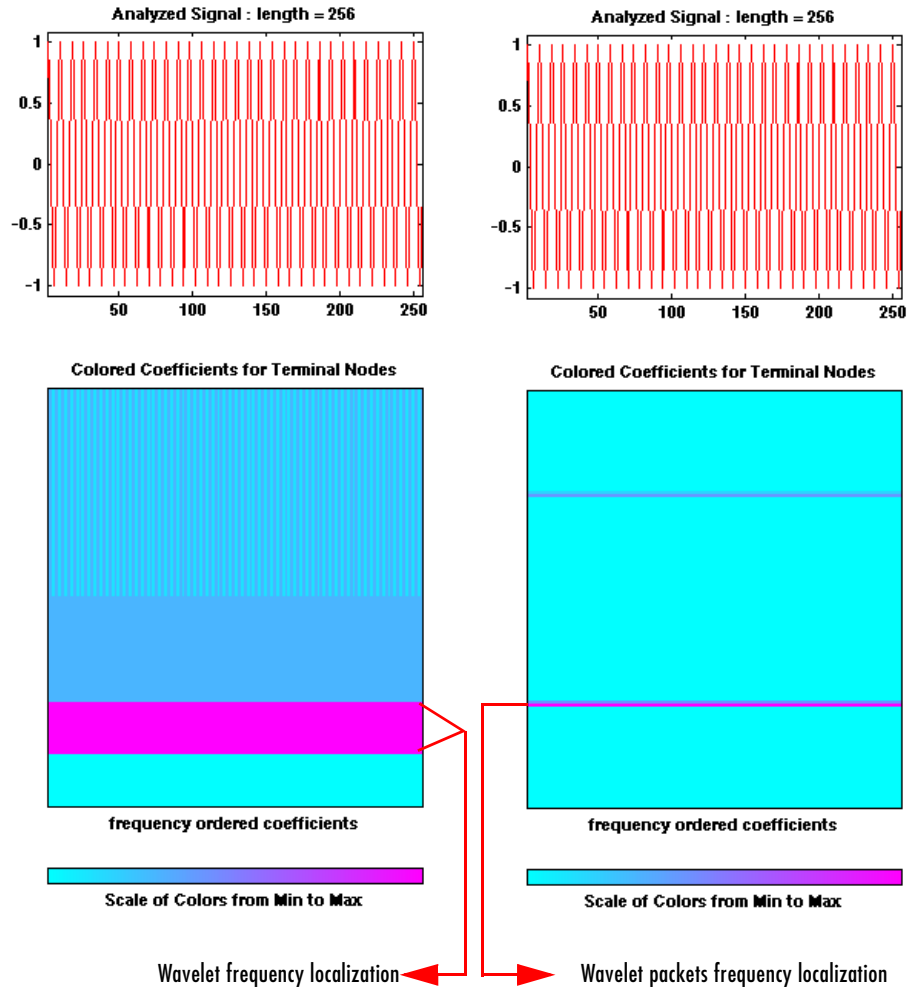 Analyzed Signal : length = 256
1
0.5
0
−0.5
−1
50 100 150 200 250
Analyzed Signal : length = 256
1
0.5
0
−0.5
−1
50 100 150 200 250
Colored Coefficients for Terminal Nodes
frequency ordered coefficients
Scale of Colors from Min to Max
Colored Coefficients for Terminal Nodes
frequency ordered coefficients
Scale of Colors from Min to Max
Wavelet frequency localization
Wavelet packets frequency localization